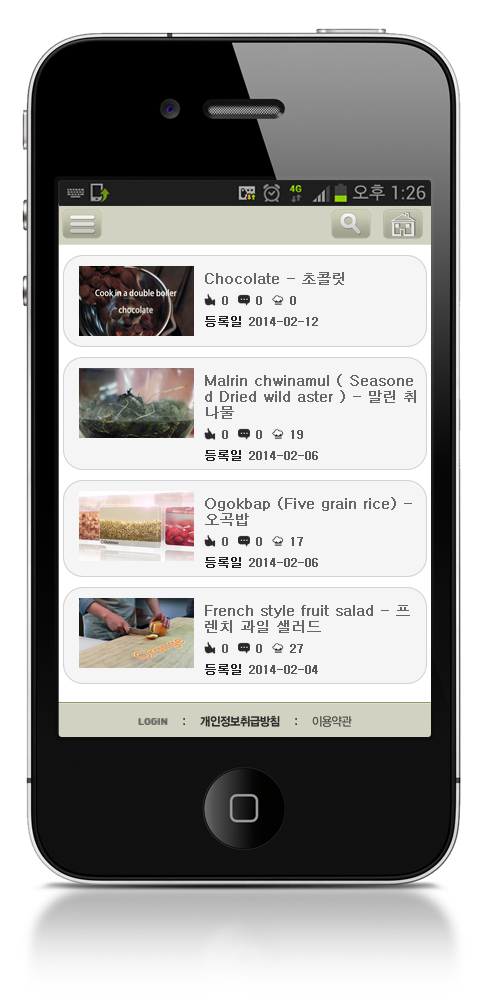 4G 오후 1:26
Cook in a double boiler
chocolate
Chocolate - 초콜릿
0 0 0
등록일 2014-02-12
Malrin chwinamul ( Seasone
d Dried wild aster ) - 말린 취
나물
0 0 19
등록일 2014-02-06
Ogokbap (Five grain rice) -
오곡밥
0 0 17
등록일 2014-02-06
French style fruit salad - 프
렌치 과일 샐러드
0 0 27
등록일 2014-02-04
LOGIN : 개인정보취급방침 : 이용약관